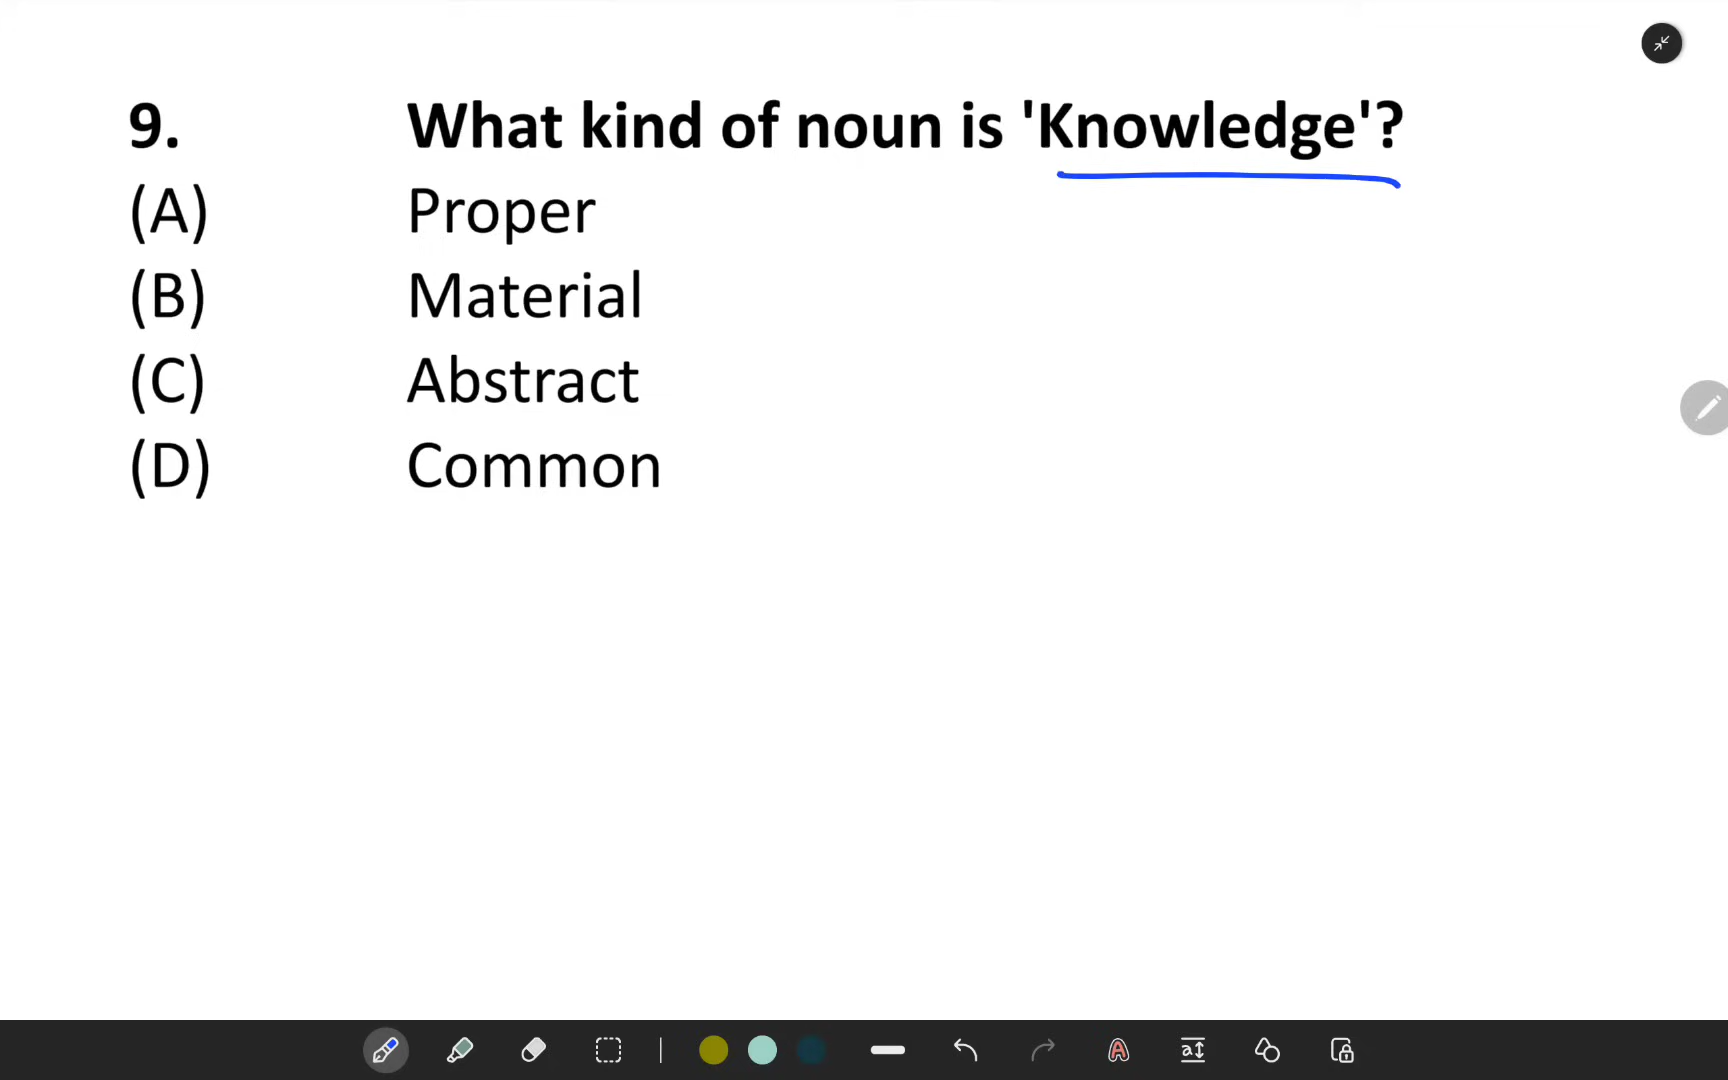 9. What kind of noun is 'Knowledge'?
(A) Proper
(B) Material
(C) Abstract
(D) Common